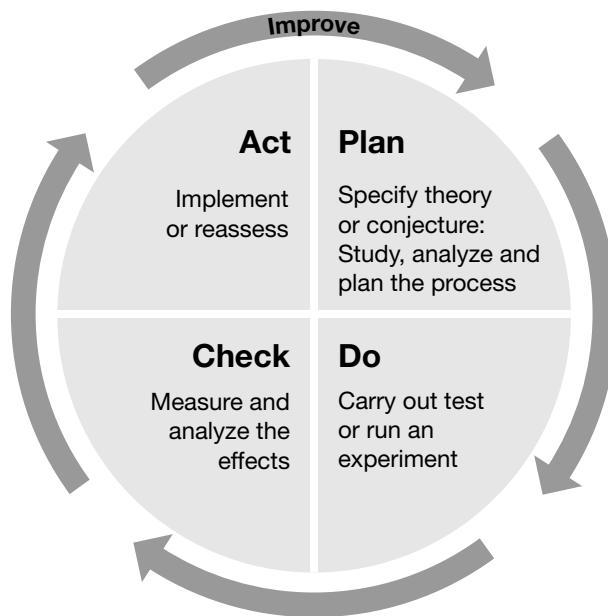 Improve
Act
Implement
or reassess
Plan
Specify theory
or conjecture:
Study, analyze and
plan the process
Check
Measure and
analyze the
effects
Do
Carry out test
or run an
experiment